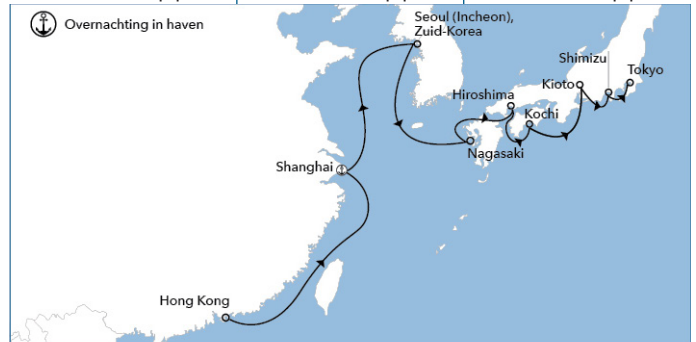 Overnachting in haven
Seoul (Incheon),
Zuid-Korea
Shimizu
Tokyo
Kioto
Hiroshima
Kochi
Nagasaki
Shanghai
Hong Kong